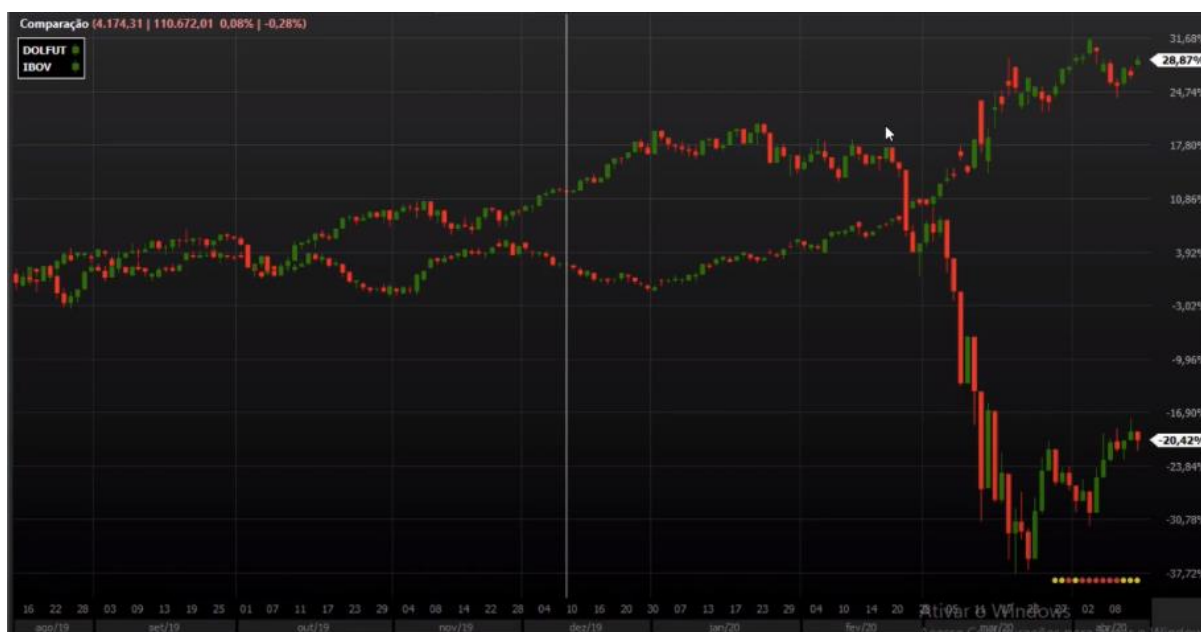 Comparação (4.174,31 | 110.672,01 0,08% | -0,28%)
DOLFUT
IBOV
31,68%
28,87%
24,74%
17,80%
10,86%
3,92%
-3,02%
-9,96%
-16,90%
-20,42%
-23,84%
-30,78%
-37,72%
16 22 28 03 09 13 19 25 01 07 11 17 23 29 04 08 14 22 28 04 10 16 20 30 07 13 17 23 29 04 10 14 20 05 11 02 08
Ativar o Windows
ago/19 set/19 out/19 nov/19 dez/19 jan/20 fev/20 mar/20 abr/20